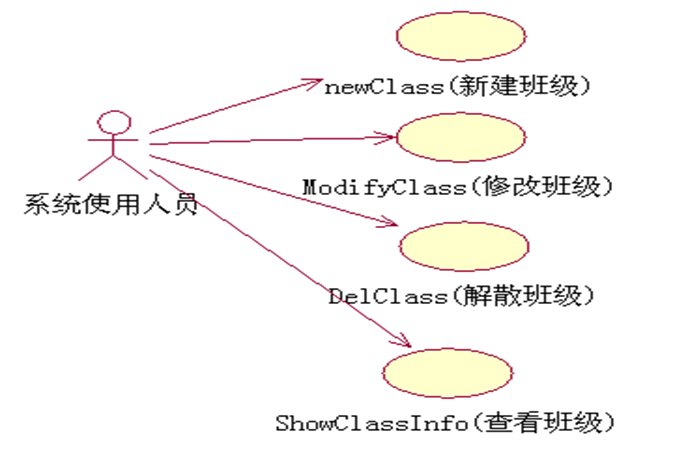 newClass(新建班级)
ModifyClass(修改班级)
系统使用人员
DelClass(解散班级)
ShowClassInfo(查看班级)